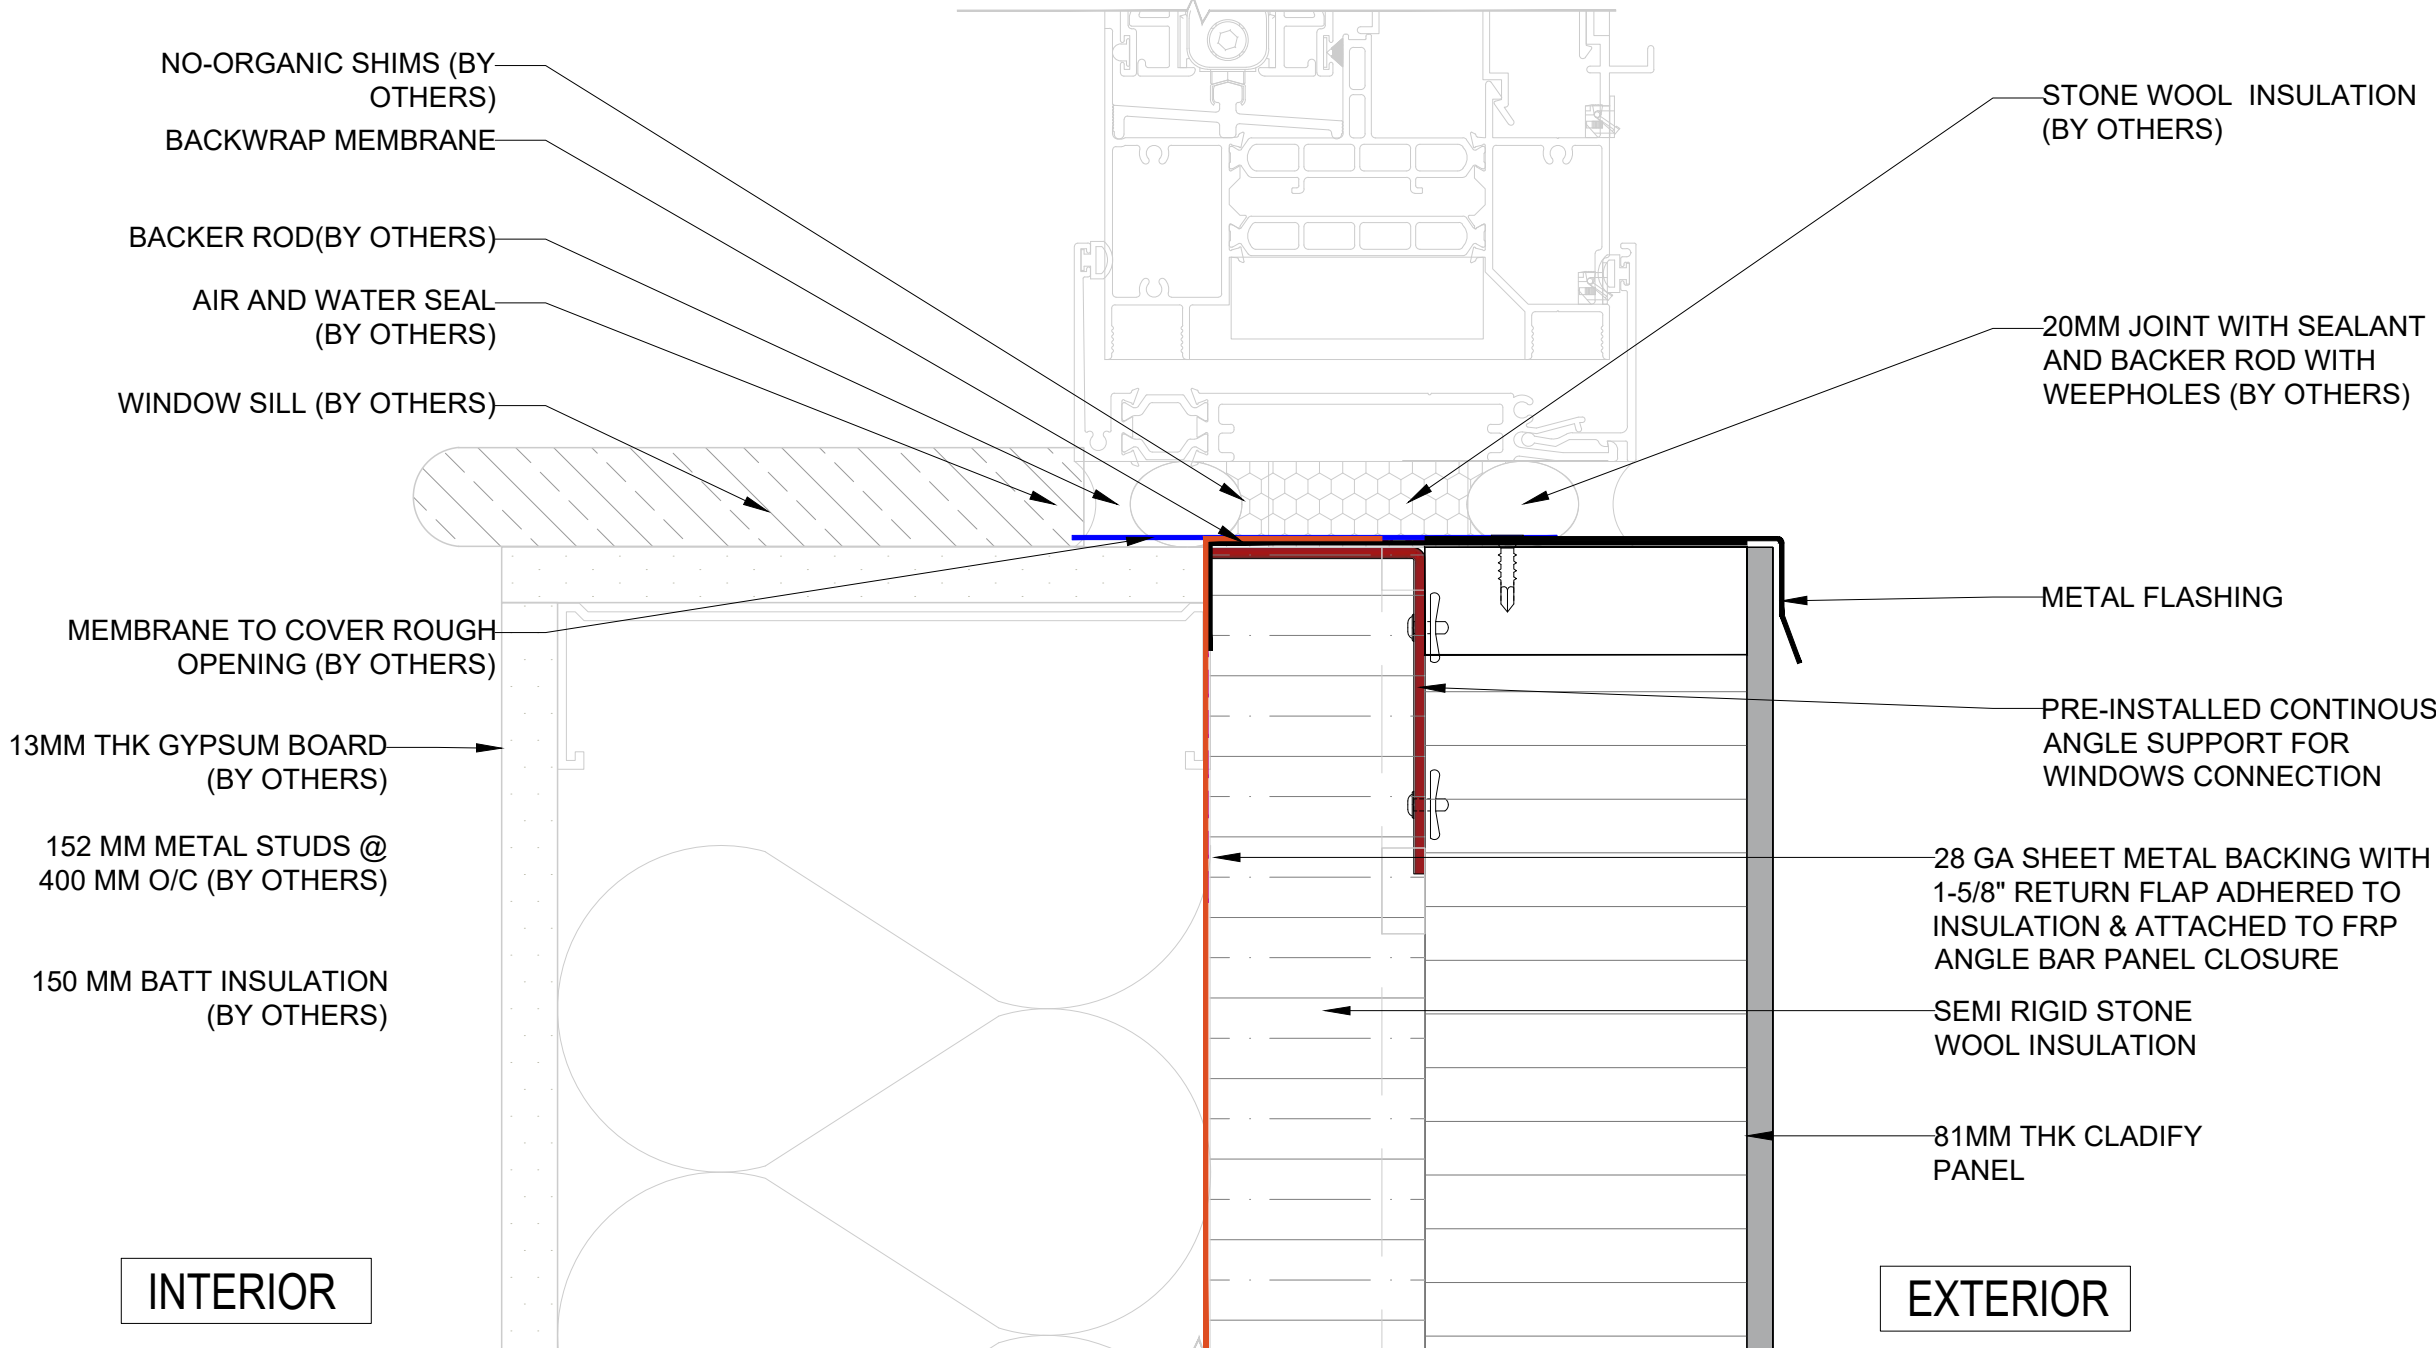 NO-ORGANIC SHIMS (BY
OTHERS)
BACKWRAP MEMBRANE
BACKER ROD(BY OTHERS)
AIR AND WATER SEAL
(BY OTHERS)
WINDOW SILL (BY OTHERS)
MEMBRANE TO COVER ROUGH
OPENING (BY OTHERS)
13MM THK GYPSUM BOARD
(BY OTHERS)
152 MM METAL STUDS @
400 MM O/C (BY OTHERS)
150 MM BATT INSULATION
(BY OTHERS)
INTERIOR
STONE WOOL INSULATION
(BY OTHERS)
20MM JOINT WITH SEALANT
AND BACKER ROD WITH
WEEPHOLES (BY OTHERS)
METAL FLASHING
PRE-INSTALLED CONTINOUS
ANGLE SUPPORT FOR
WINDOWS CONNECTION
28 GA SHEET METAL BACKING WITH
1-5/8" RETURN FLAP ADHERED TO
INSULATION & ATTACHED TO FRP
ANGLE BAR PANEL CLOSURE
SEMI RIGID STONE
WOOL INSULATION
81MM THK CLADIFY
PANEL
EXTERIOR